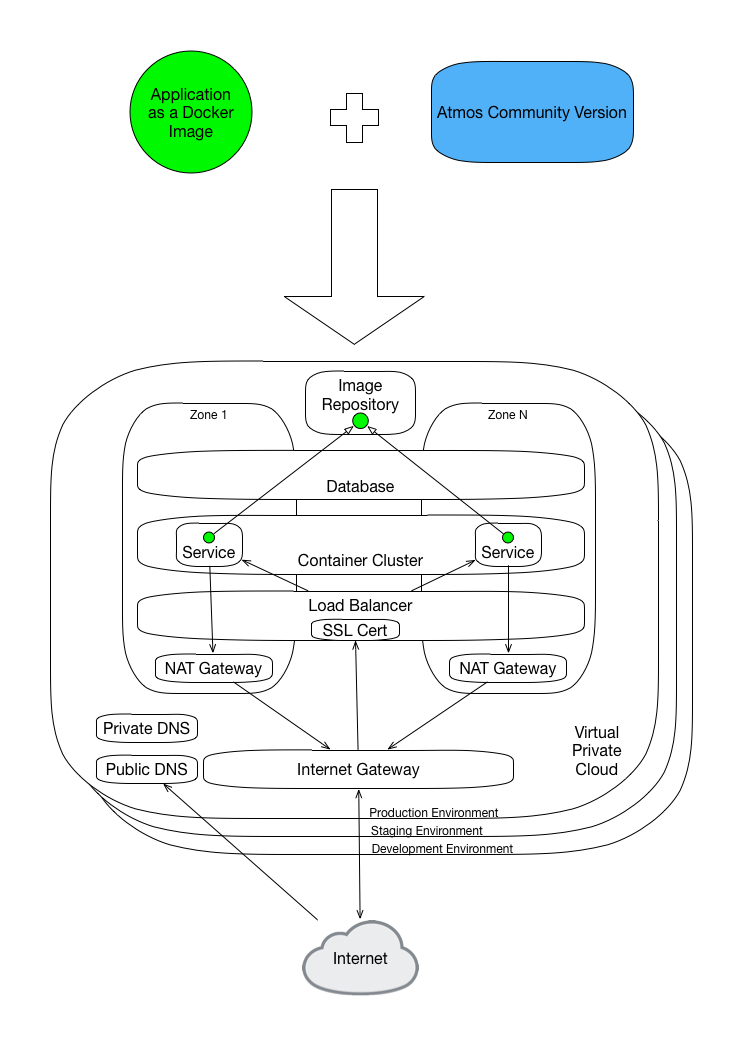 Application
as a Docker
Image
Atmos Community Version
Image
Repository
Zone 1
Zone N
Database
Service
Service
Container Cluster
Load Balancer
SSL Cert
NAT Gateway
NAT Gateway
Private DNS
Public DNS
Internet Gateway
Virtual
Private
Cloud
Production Environment
Staging Environment
Development Environment
Internet